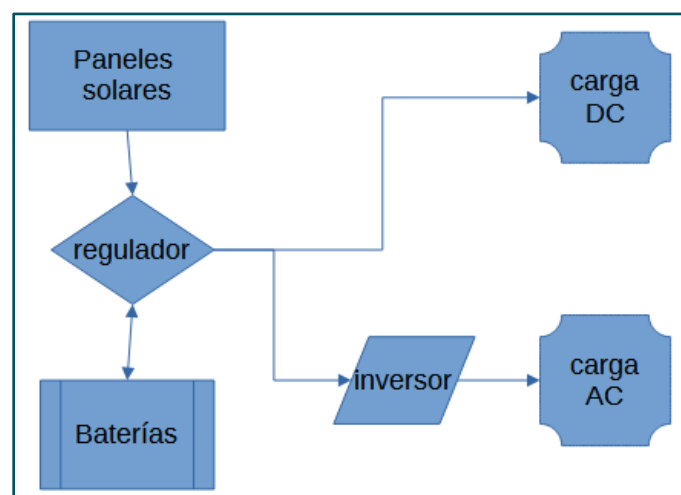 Paneles
solares
carga
DC
regulador
inversor
carga
AC
Baterías